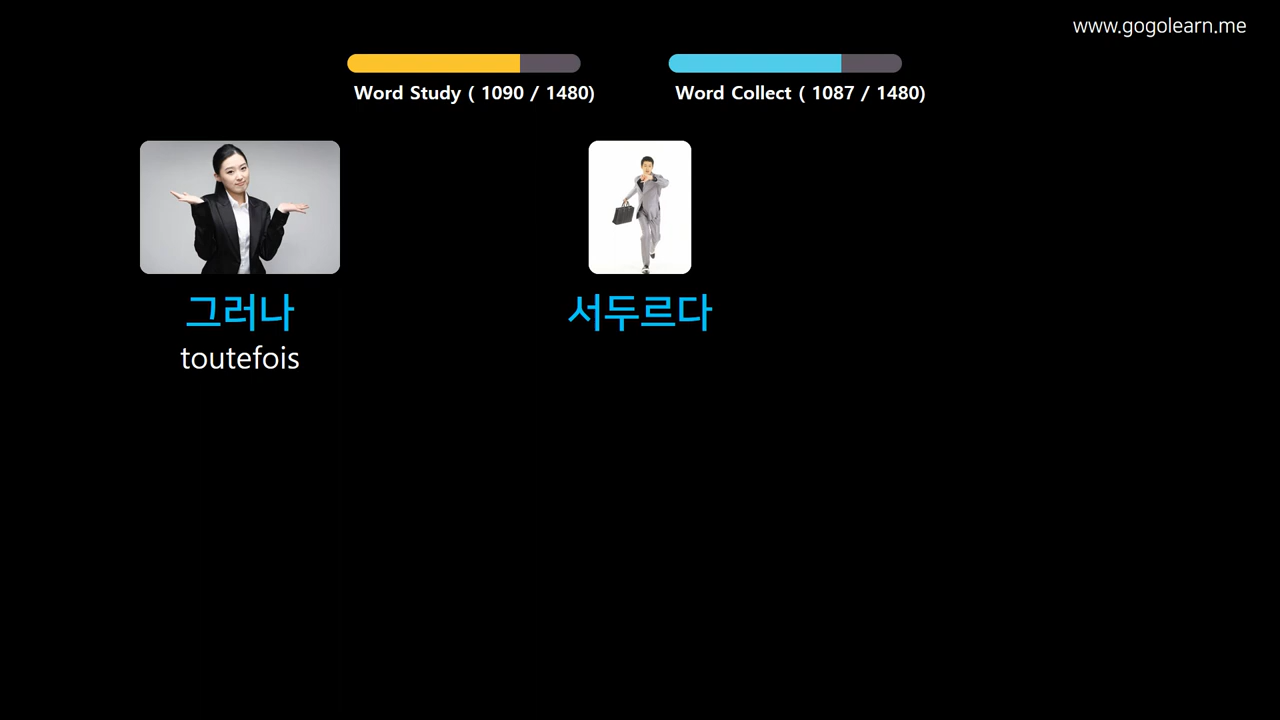 www.gogolearn.me
Word Study ( 1090 / 1480)
Word Collect ( 1087 / 1480)
그러나
서두르다
toutefois